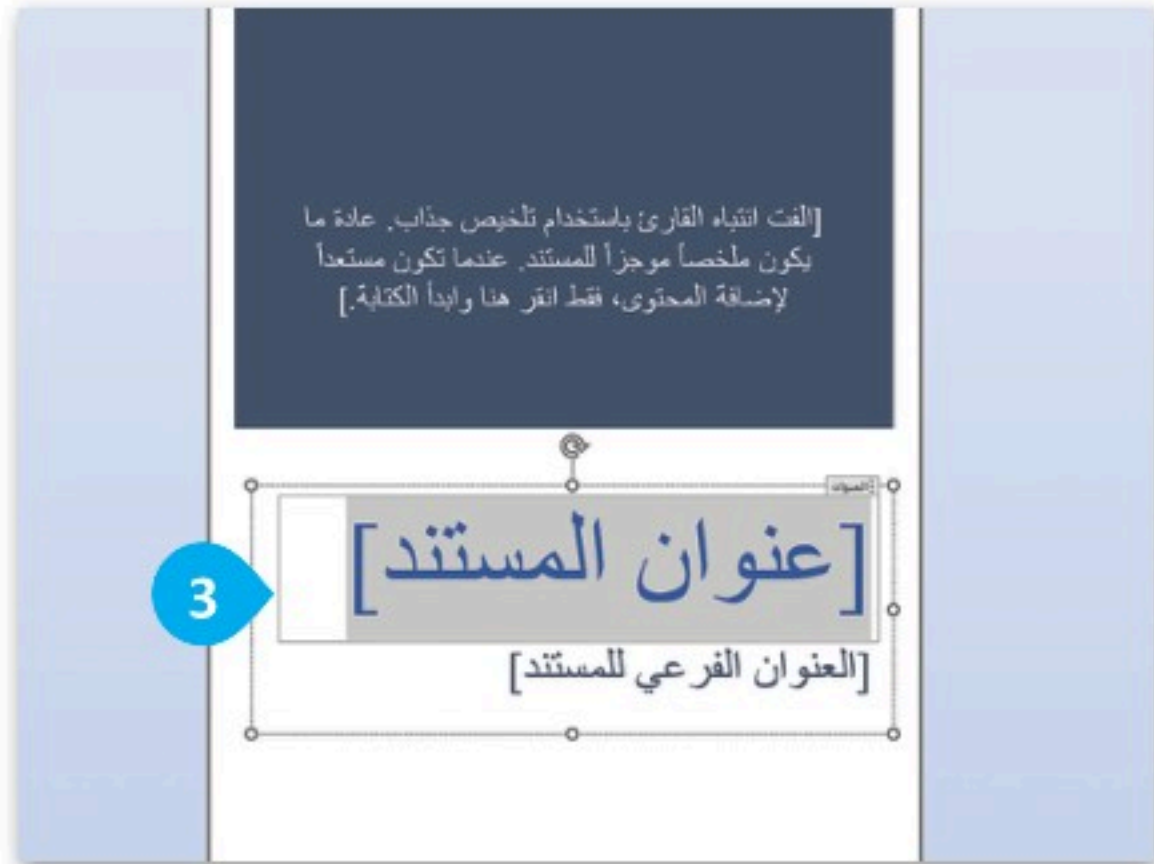 [الفت انتباه القارئ باستخدام تلخيص جذاب. عادة ما
يكون ملخصاً موجزاً للمستند. عندما تكون مستعداً
لإضافة المحتوى، فقط انقر هنا وابدأ الكتابة.]
العنوان
[عنوان المستند]
3
[العنوان الفرعي للمستند]